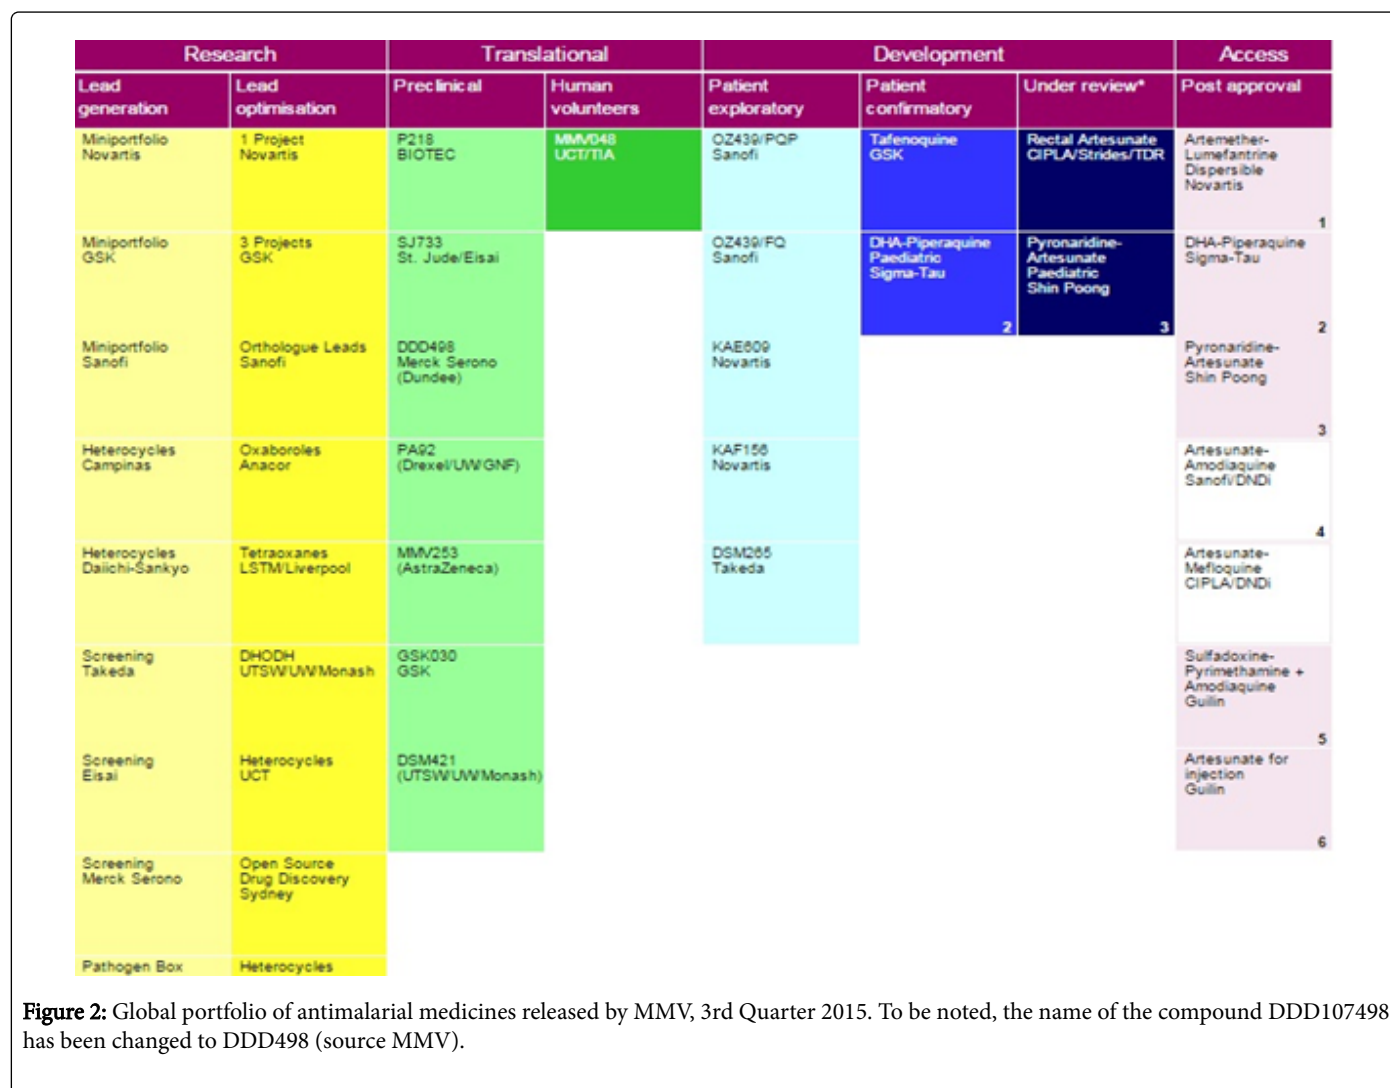 Research Translational Development Access
Lead generation
Lead optimisation
Preclinical
Human volunteers
Patient exploratory
Patient confirmatory
Under review*
Post approval
Miniportfolio
Novartis
1 Project
Novartis
P218
BIOTEC
MMV048
UCT/TIA
OZ439/PQP
Sanofi
Tafenoquine
GSK
Rectal Artesunate
CIPLA/Strides/TDR
Artemether-
Lumefantrine
Dispersible
Novartis
1
Miniportfolio
GSK
3 Projects
GSK
SJ733
St. Jude/Eisai
OZ439/FQ
Sanofi
DHA-Piperaquine
Paediatric
Sigma-Tau
2
Pyronaridine-
Artesunate
Paediatric
Shin Poong
3
DHA-Piperaquine
Sigma-Tau
2
Miniportfolio
Sanofi
Orthologue Leads
Sanofi
DDD498
Merck Serono
(Dundee)
KAE609
Novartis
Pyronaridine-
Artesunate
Shin Poong
3
Heterocycles
Campinas
Oxaboroles
Anacor
PA92
(Drexel/UW/GNF)
KAF156
Novartis
Artesunate-
Amodiaquine
Sanofi/DNDi
4
Heterocycles
Daiichi-Sankyo
Tetraoxanes
LSTM/Liverpool
MMV253
(AstraZeneca)
DSM265
Takeda
Artesunate-
Mefloquine
CIPLA/DNDi
Screening
Takeda
DHODH
UTSW/UW/Monash
GSK030
GSK
Sulfadoxine-
Pyrimethamine +
Amodiaquine
Guilin
5
Screening
Eisai
Heterocycles
UCT
DSM421
(UTSW/UW/Monash)
Artesunate for
injection
Guilin
6
Screening
Merck Serono
Open Source
Drug Discovery
Sydney
Pathogen Box
Heterocycles
Figure 2: Global portfolio of antimalarial medicines released by MMV, 3rd Quarter 2015. To be noted, the name of the compound DDD107498
has been changed to DDD498 (source MMV).